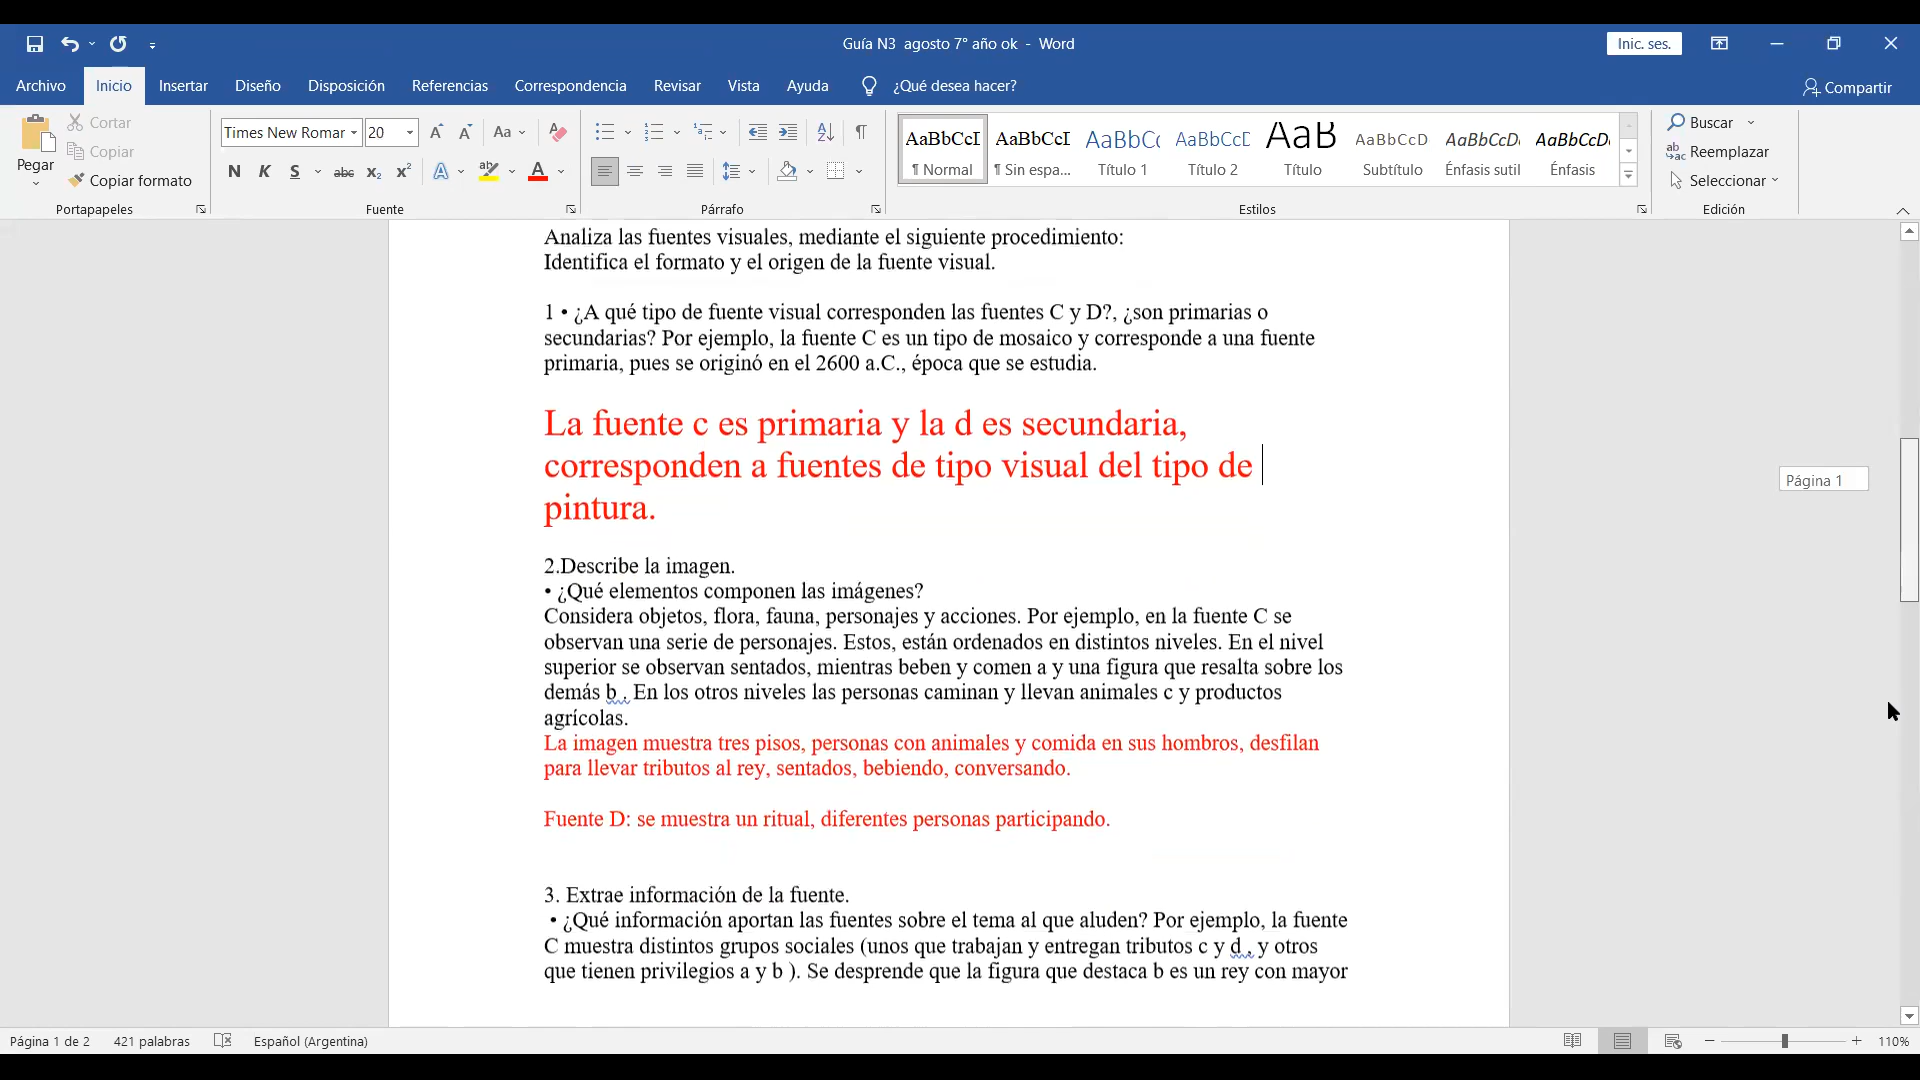 Guía N3  agosto 7° año ok  -  Word
Inic. ses.
Archivo
Inicio
Insertar
Diseño
Disposición
Referencias
Correspondencia
Revisar
Vista
Ayuda
¿Qué desea hacer?
Compartir
Pegar
Cortar
Copiar
Copiar formato
Portapapeles
Times New Romar
20
Aa
N K S abc x₂ x²
Fuente
Párrafo
AaBbCcI
¶ Normal
AaBbCcI
¶ Sin espa...
AaBbCc
Título 1
AaBbCcD
Título 2
AaB
Título
AaBbCcD
Subtítulo
AaBbCcD
Énfasis sutil
AaBbCcD
Énfasis
Estilos
Buscar
Reemplazar
Seleccionar
Edición
Analiza las fuentes visuales, mediante el siguiente procedimiento:
Identifica el formato y el origen de la fuente visual.
1 • ¿A qué tipo de fuente visual corresponden las fuentes C y D?, ¿son primarias o
secundarias? Por ejemplo, la fuente C es un tipo de mosaico y corresponde a una fuente
primaria, pues se originó en el 2600 a.C., época que se estudia.
La fuente c es primaria y la d es secundaria,
corresponden a fuentes de tipo visual del tipo de
pintura.
Página 1
2.Describe la imagen.
• ¿Qué elementos componen las imágenes?
Considera objetos, flora, fauna, personajes y acciones. Por ejemplo, en la fuente C se
observan una serie de personajes. Estos, están ordenados en distintos niveles. En el nivel
superior se observan sentados, mientras beben y comen a y una figura que resalta sobre los
demás b . En los otros niveles las personas caminan y llevan animales c y productos
agrícolas.
La imagen muestra tres pisos, personas con animales y comida en sus hombros, desfilan
para llevar tributos al rey, sentados, bebiendo, conversando.
Fuente D: se muestra un ritual, diferentes personas participando.
3. Extrae información de la fuente.
• ¿Qué información aportan las fuentes sobre el tema al que aluden? Por ejemplo, la fuente
C muestra distintos grupos sociales (unos que trabajan y entregan tributos c y d , y otros
que tienen privilegios a y b ). Se desprende que la figura que destaca b es un rey con mayor
Página 1 de 2
421 palabras
Español (Argentina)
110%